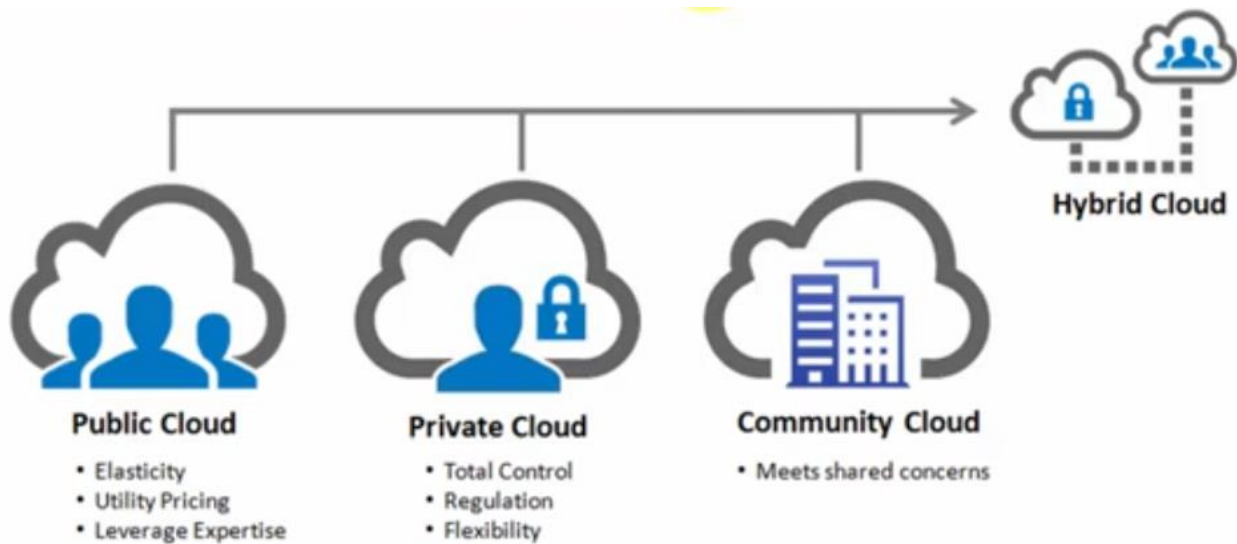 Hybrid Cloud
Public Cloud
• Elasticity
• Utility Pricing
• Leverage Expertise
Private Cloud
• Total Control
• Regulation
• Flexibility
Community Cloud
• Meets shared concerns